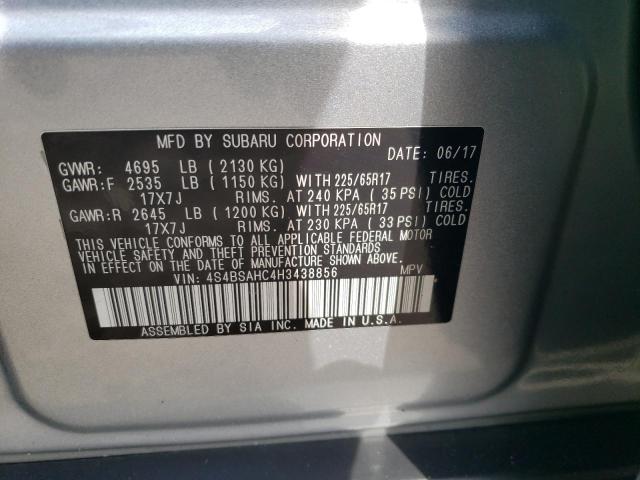 MFD BY SUBARU CORPORATION DATE: 06/17
GVWR: 4695 LB ( 2130 KG)
GAWR:F 2535 LB ( 1150 KG) WITH 225/65R17 TIRES.
17X7J RIMS. AT 240 KPA ( 35 PSI) COLD
GAWR:R 2645 LB ( 1200 KG) WITH 225/65R17 TIRES.
17X7J RIMS. AT 230 KPA ( 33 PSI) COLD
THIS VEHICLE CONFORMS TO ALL APPLICABLE FEDERAL MOTOR
VEHICLE SAFETY AND THEFT PREVENTION STANDARDS
IN EFFECT ON THE DATE OF MANUFACTURE SHOWN ABOVE.
VIN: 4S4BSAHC4H3438856 MPV
ASSEMBLED BY SIA INC. MADE IN U.S.A.